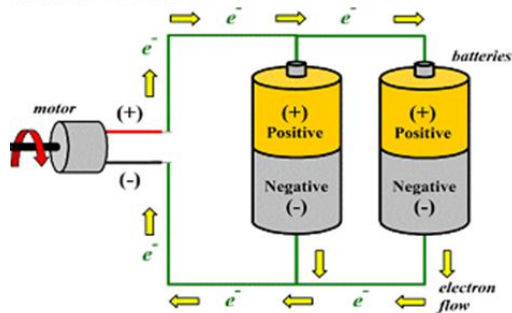 e⁻ e⁻
e⁻
batteries
motor
(+)
(+)
Positive
(+)
Positive
(-)
Negative
(-)
Negative
(-)
e⁻
e⁻ e⁻
electron
flow